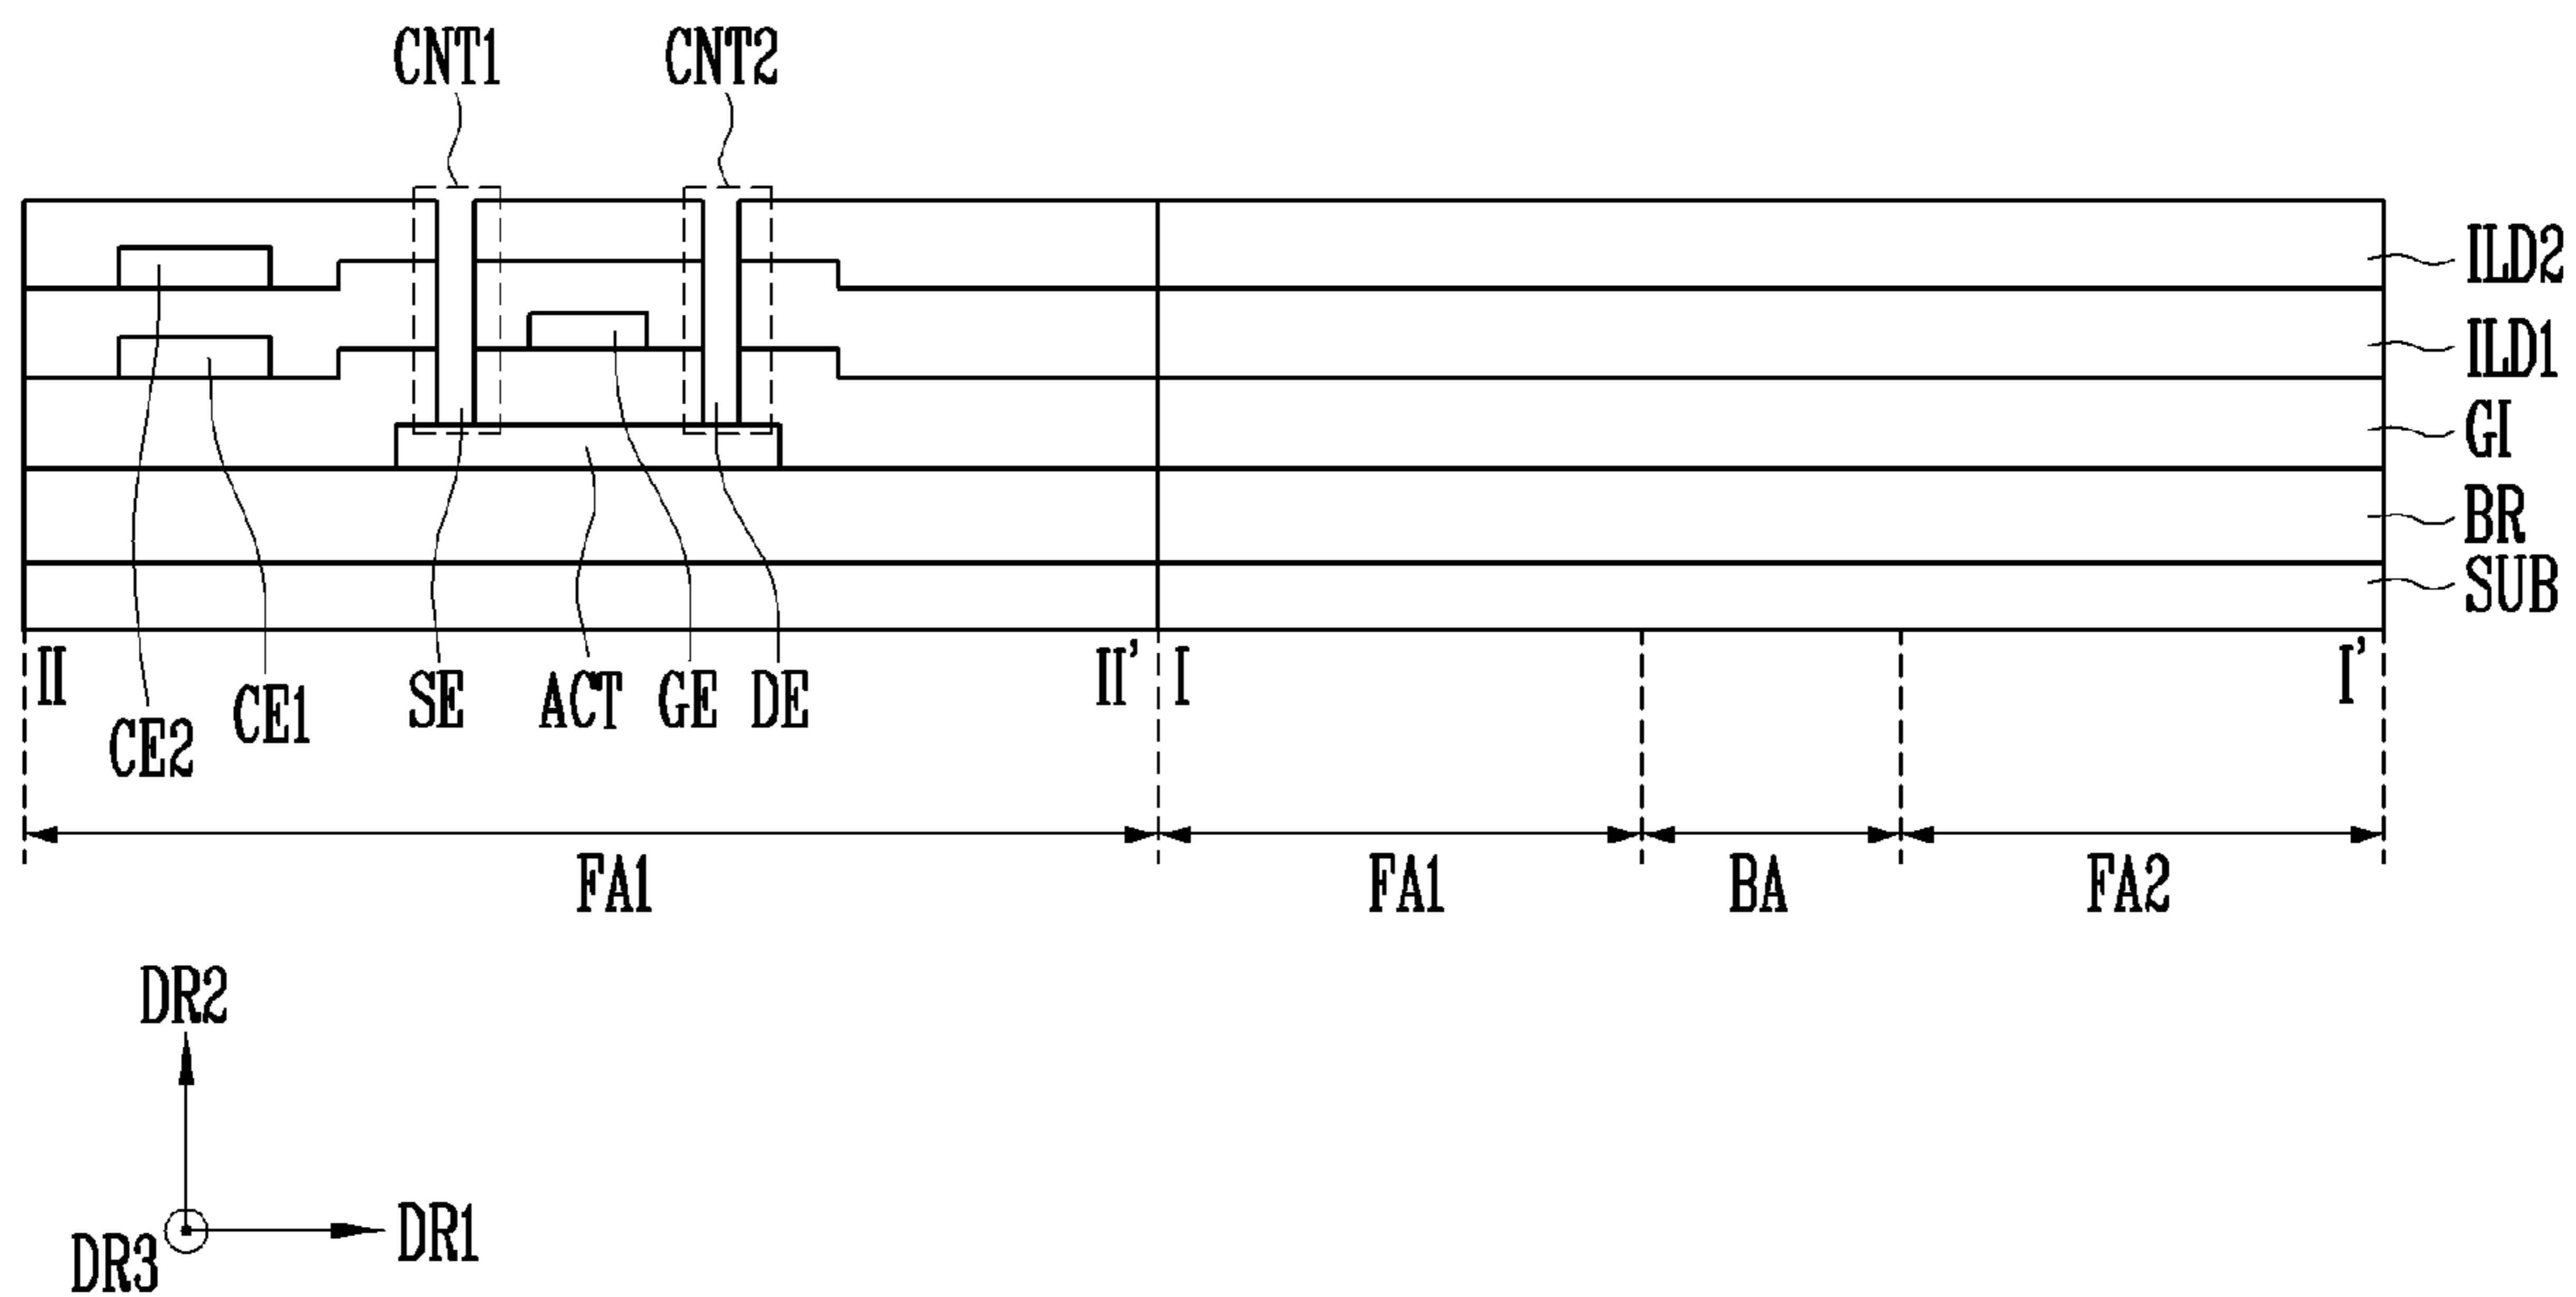 CNT1 CNT2
ILD2
ILD1
GI
BR
SUB
II II' I I'
CE2 CE1 SE ACT GE DE
FA1 FA1 BA FA2
DR2
DR3 DR1